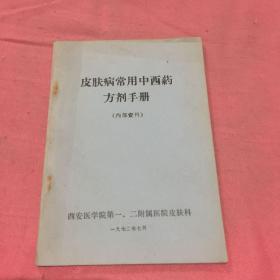 皮肤病常用中西药
方剂手册
(内部资料)
西安医学院第一、二附属医院皮肤科
一九七二年七月